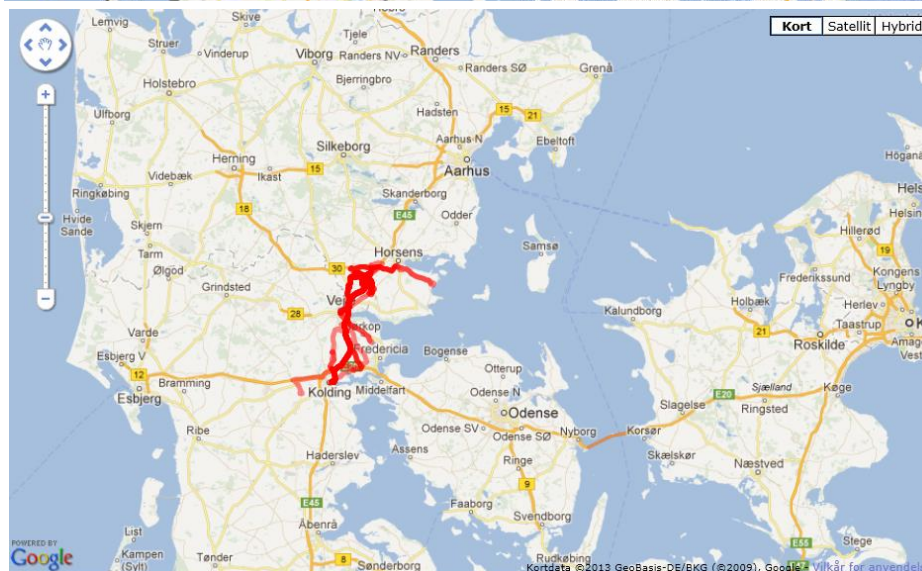 Lemvig
Skive
Tjele
Struer
Vinderup
Viborg
Randers NV
Randers
Randers SØ
Grenå
Kort
Satellit
Hybrid
Holstebro
Bjerringbro
Ulfborg
Hadsten
15
21
Aarhus N
Ebeltoft
Herning
Silkeborg
Aarhus
Videbæk
Ikast
15
Ringkøbing
Skanderborg
Hvide
Sande
Skjern
18
E45
Odder
Hillerød
19
Tarm
Horsens
Samsø
Ølgod
30
Frederikssund
Kongens
Lyngby
Grindsted
Holbæk
Kalundborg
Herlev
28
21
Taastrup
Varde
Roskilde
Esbjerg V
Fredericia
Bogense
12
Bramming
Otterup
Esbjerg
Kolding
Middelfart
Odense N
Sjælland
Køge
E20
Odense
Slagelse
Ringsted
Ribe
Odense SV
Odense SØ
Nyborg
Korsør
Haderslev
Assens
Ringe
Skælskør
Næstved
9
E45
Faaborg
Svendborg
List
Åbenrå
E55
Stege
POWERED BY
Google
Kampen
(Sylt)
Tønder
8
Sønderborg
Rudkøbing
Kortdata ©2013 GeoBasis-DE/BKG (©2009), Google - Vilkår for anvendel